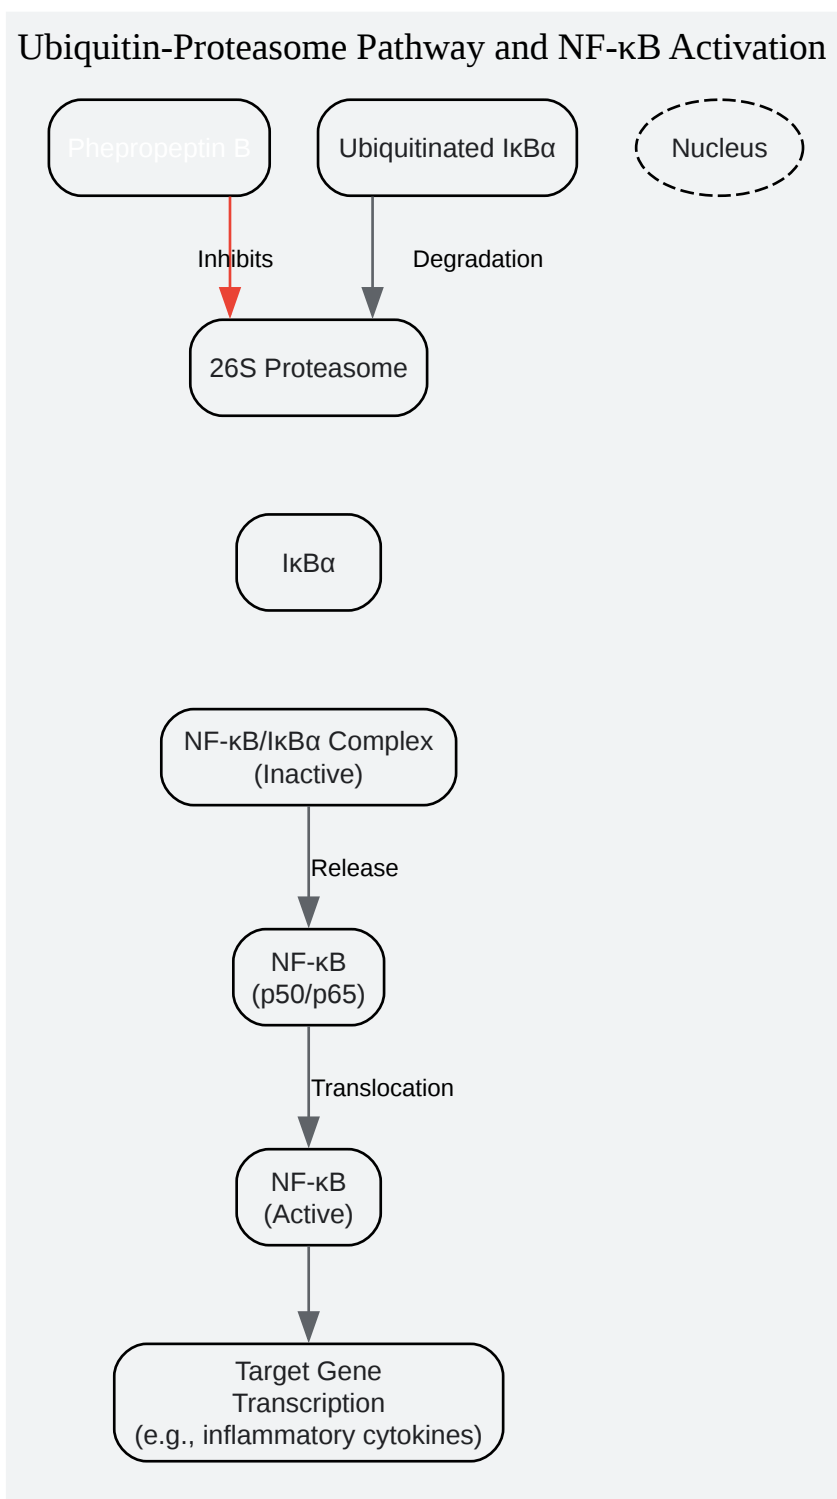 Ubiquitin-Proteasome Pathway and NF-κB Activation
Phepropeptin B
Ubiquitinated IκBα
Nucleus
Inhibits
Degradation
26S Proteasome
IκBα
NF-κB/IκBα Complex
(Inactive)
Release
NF-κB
(p50/p65)
Translocation
NF-κB
(Active)
Target Gene
Transcription
(e.g., inflammatory cytokines)